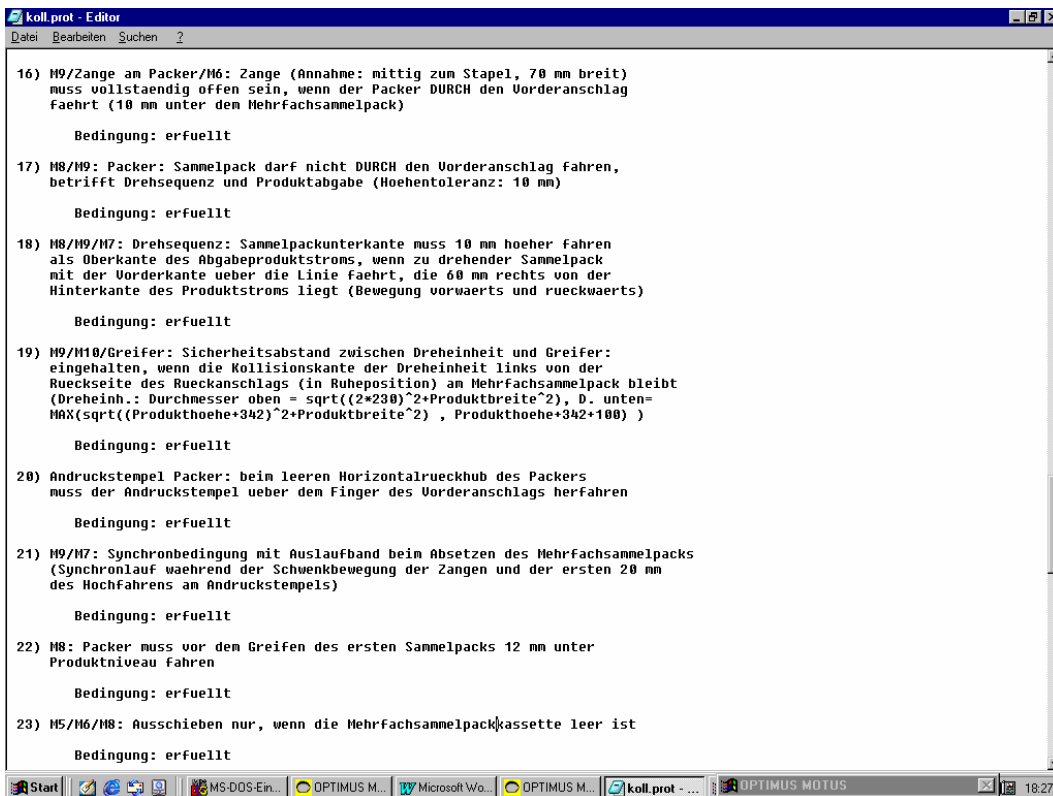 koll.prot - Editor
Datei Bearbeiten Suchen ?
16) M9/Zange am Packer/M6: Zange (Annahme: mittig zum Stapel, 70 mm breit)
muss vollstaendig offen sein, wenn der Packer DURCH den Vorderanschlag
faehrt (10 mm unter dem Mehrfachsammelpack)
Bedingung: erfuellt
17) M8/M9: Packer: Sammelpack darf nicht DURCH den Vorderanschlag fahren,
betrifft Drehsequenz und Produktabgabe (Hoehentoleranz: 10 mm)
Bedingung: erfuellt
18) M8/M9/M7: Drehsequenz: Sammelpackunterkante muss 10 mm hoeher fahren
als Oberkante des Abgabeproduktstroms, wenn zu drehender Sammelpack
mit der Vorderkante ueber die Linie faehrt, die 60 mm rechts von der
Hinterkante des Produktstroms liegt (Bewegung vorwaerts und rueckwaerts)
Bedingung: erfuellt
19) M9/M10/Greifer: Sicherheitsabstand zwischen Dreheinheit und Greifer:
eingehalten, wenn die Kollisionskante der Dreheinheit links von der
Rueckseite des Rueckanschlags (in Ruheposition) am Mehrfachsammelpack bleibt
(Dreheinh.: Durchmesser oben = sqrt((2*230)^2+Produktbreite^2), D. unten=
MAX(sqrt((Produkthoehe+342)^2+Produktbreite^2) , Produkthoehe+342+100) )
Bedingung: erfuellt
20) Andruckstempel Packer: beim leeren Horizontalrueckhub des Packers
muss der Andruckstempel ueber dem Finger des Vorderanschlags herfahren
Bedingung: erfuellt
21) M9/M7: Synchronbedingung mit Auslaufband beim Absetzen des Mehrfachsammelpacks
(Synchronlauf waehrend der Schwenkbewegung der Zangen und der ersten 20 mm
des Hochfahrens am Andruckstempels)
Bedingung: erfuellt
22) M8: Packer muss vor dem Greifen des ersten Sammelpacks 12 mm unter
Produktniveau fahren
Bedingung: erfuellt
23) M5/M6/M8: Ausschieben nur, wenn die Mehrfachsammelpackkassette leer ist
Bedingung: erfuellt
Start MS-DOS-Ein... OPTIMUS M... Microsoft Wo... OPTIMUS M... koll.prot - ... OPTIMUS MOTUS 18:27